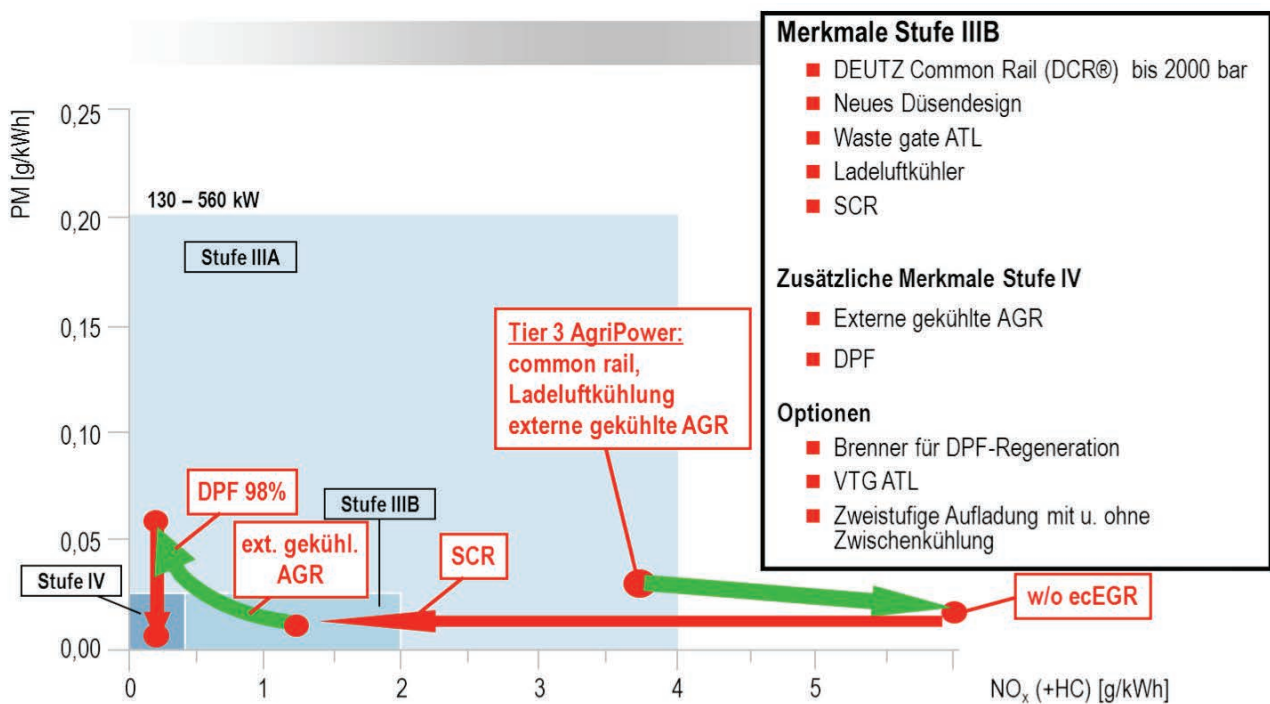 Merkmale Stufe IIIB
DEUTZ Common Rail (DCR®) bis 2000 bar
Neues Düsendesign
Waste gate ATL
Ladeluftkühler
SCR
Zusätzliche Merkmale Stufe IV
Externe gekühlte AGR
DPF
Optionen
Brenner für DPF-Regeneration
VTG ATL
Zweistufige Aufladung mit u. ohne
Zwischenkühlung
PM [g/kWh]
0,25
0,20
0,15
0,10
0,05
0,00
130 – 560 kW
Stufe IIIA
Tier 3 AgriPower:
common rail,
Ladeluftkühlung
externe gekühlte AGR
DPF 98%
Stufe IIIB
ext. gekühl.
AGR
SCR
Stufe IV
w/o ecEGR
0
1
2
3
4
5
NOx (+HC) [g/kWh]